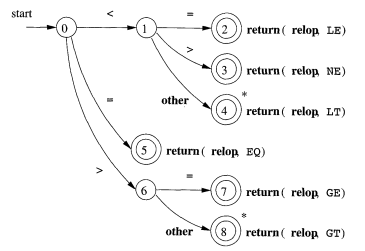 start < =
0 1 2 return( relop, LE)
>
3 return( relop, NE)
other *
4 return( relop, LT)
=
5 return( relop, EQ)
> =
6 7 return( relop, GE)
other *
8 return( relop, GT)